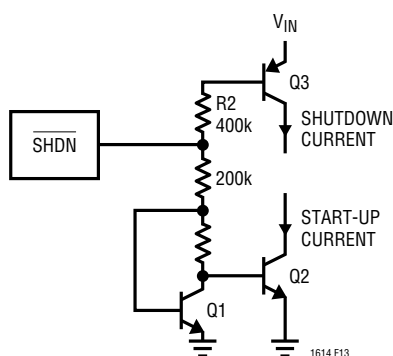 V_IN
Q3
R2
400k
SHUTDOWN
CURRENT
SHDN
200k
START-UP
CURRENT
Q2
Q1
1614 F13